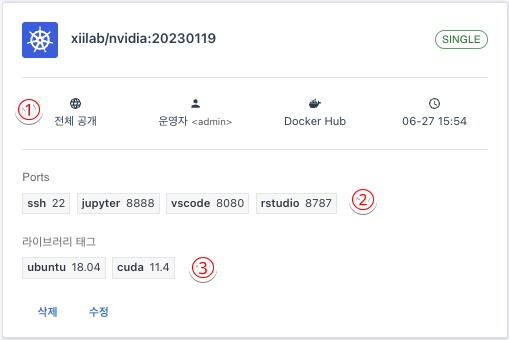 xiilab/nvidia:20230119 SINGLE
1 전체 공개 운영자 <admin> Docker Hub 06-27 15:54
Ports
ssh 22 jupyter 8888 vscode 8080 rstudio 8787 2
라이브러리 태그
ubuntu 18.04 cuda 11.4 3
삭제 수정